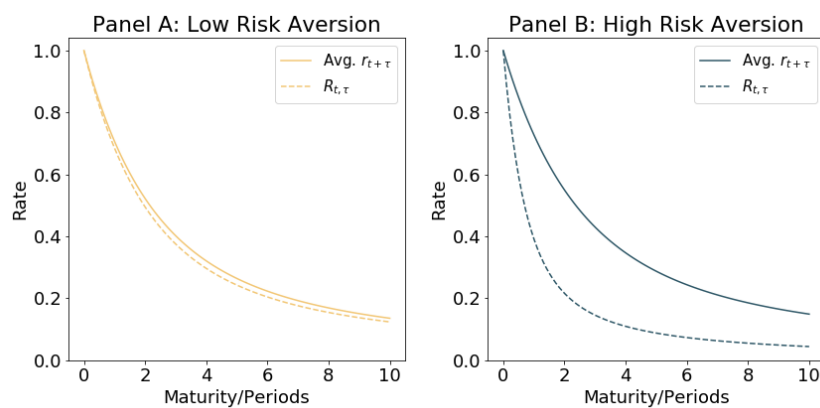 Panel A: Low Risk Aversion
1.0
0.8
0.6
0.4
0.2
0.0
Rate
0 2 4 6 8 10
Maturity/Periods
Avg. r_{t+τ}
R_{t,τ}
Panel B: High Risk Aversion
1.0
0.8
0.6
0.4
0.2
0.0
Rate
0 2 4 6 8 10
Maturity/Periods
Avg. r_{t+τ}
R_{t,τ}